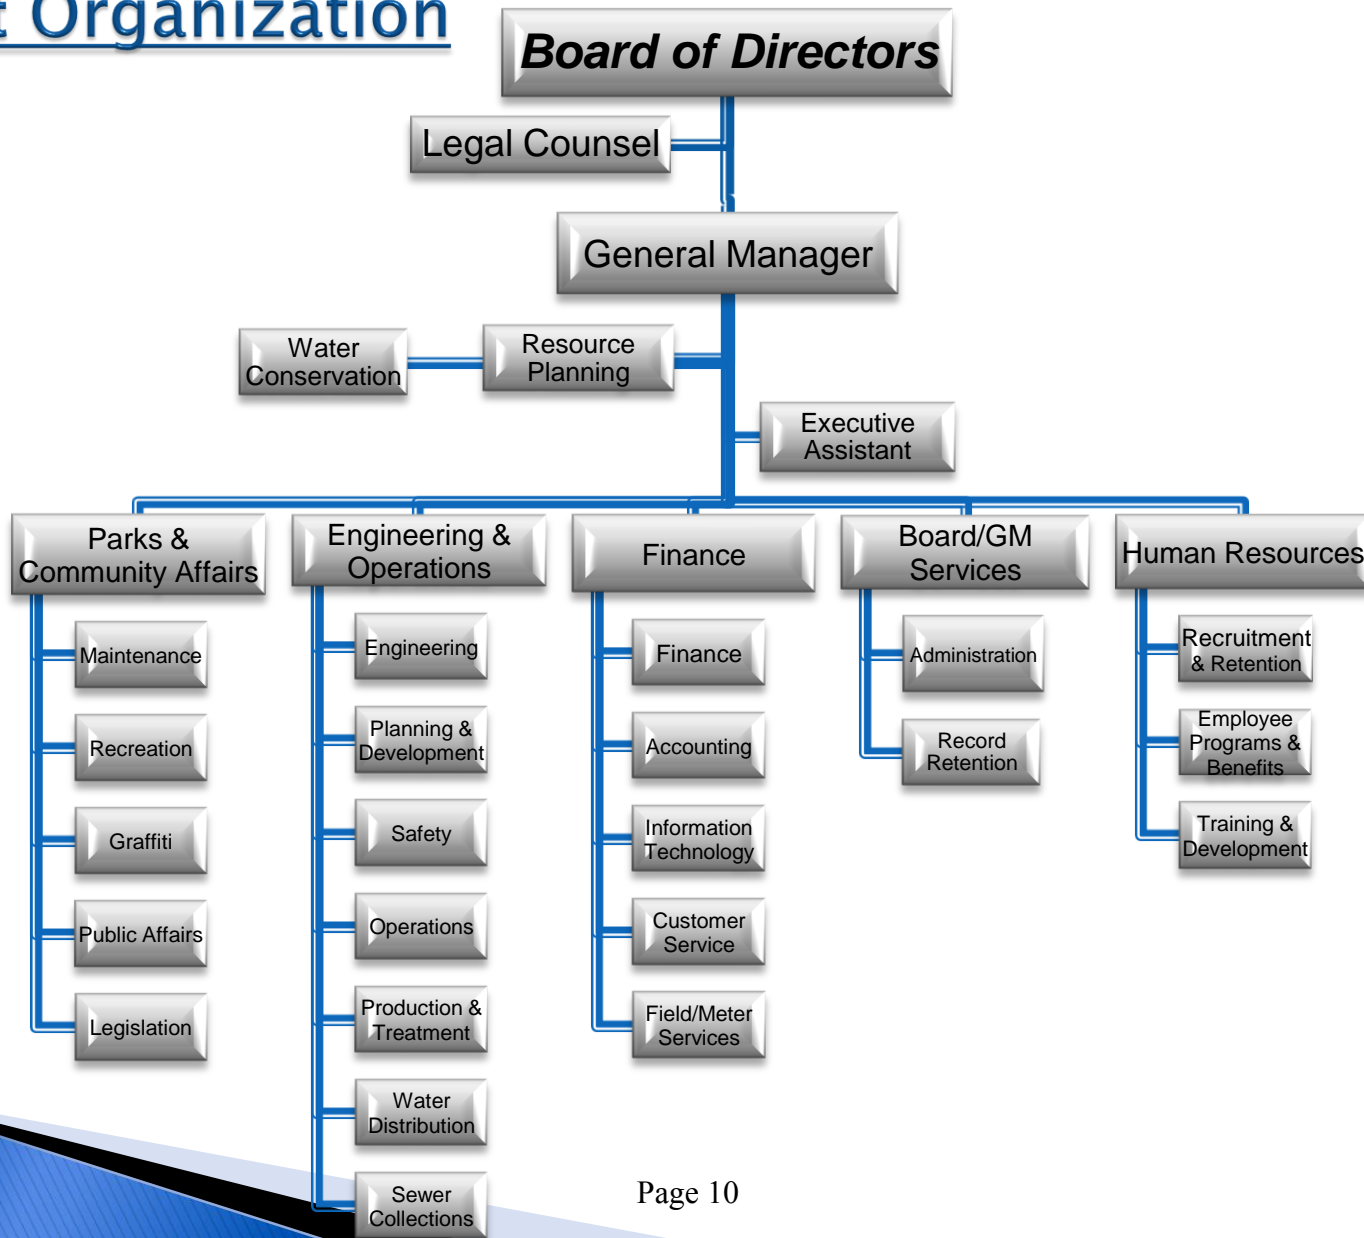 t Organization
Board of Directors
Legal Counsel
General Manager
Water
Conservation
Resource
Planning
Executive
Assistant
Parks &
Community Affairs
Engineering &
Operations
Finance
Board/GM
Services
Human Resources
Maintenance
Recreation
Graffiti
Public Affairs
Legislation
Engineering
Planning &
Development
Safety
Operations
Production &
Treatment
Water
Distribution
Sewer
Collections
Finance
Accounting
Information
Technology
Customer
Service
Field/Meter
Services
Administration
Record
Retention
Recruitment
& Retention
Employee
Programs &
Benefits
Training &
Development
Page 10